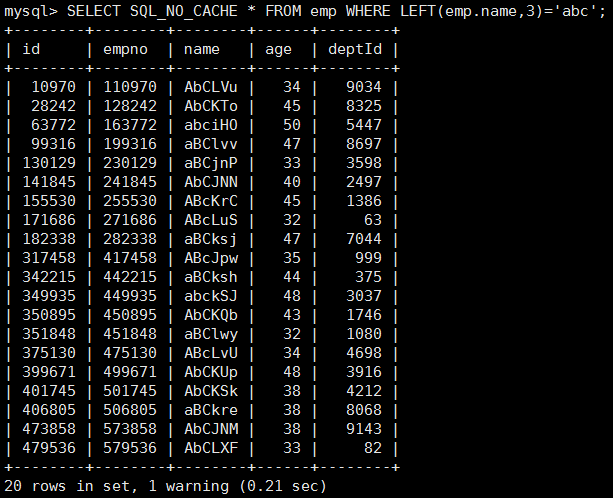 mysql> SELECT SQL_NO_CACHE * FROM emp WHERE LEFT(emp.name,3)='abc';
+--------+--------+--------+------+--------+
| id     | empno  | name   | age  | deptId |
+--------+--------+--------+------+--------+
|  10970 | 110970 | AbCLVu |   34 |   9034 |
|  28242 | 128242 | AbCKTo |   45 |   8325 |
|  63772 | 163772 | abciHO |   50 |   5447 |
|  99316 | 199316 | aBClvv |   47 |   8697 |
| 130129 | 230129 | aBCjnP |   33 |   3598 |
| 141845 | 241845 | AbCJNN |   40 |   2497 |
| 155530 | 255530 | ABcKrC |   45 |   1386 |
| 171686 | 271686 | ABcLuS |   32 |     63 |
| 182338 | 282338 | aBCksj |   47 |   7044 |
| 317458 | 417458 | ABcJpw |   35 |    999 |
| 342215 | 442215 | aBCksh |   44 |    375 |
| 349935 | 449935 | abckSJ |   48 |   3037 |
| 350895 | 450895 | AbCKQb |   43 |   1746 |
| 351848 | 451848 | aBClwy |   32 |   1080 |
| 375130 | 475130 | ABcLvU |   34 |   4698 |
| 399671 | 499671 | AbCKUp |   48 |   3916 |
| 401745 | 501745 | AbCKSk |   38 |   4212 |
| 406805 | 506805 | aBCkre |   38 |   8068 |
| 473858 | 573858 | AbCJNM |   38 |   9143 |
| 479536 | 579536 | AbCLXF |   33 |     82 |
+--------+--------+--------+------+--------+
20 rows in set, 1 warning (0.21 sec)